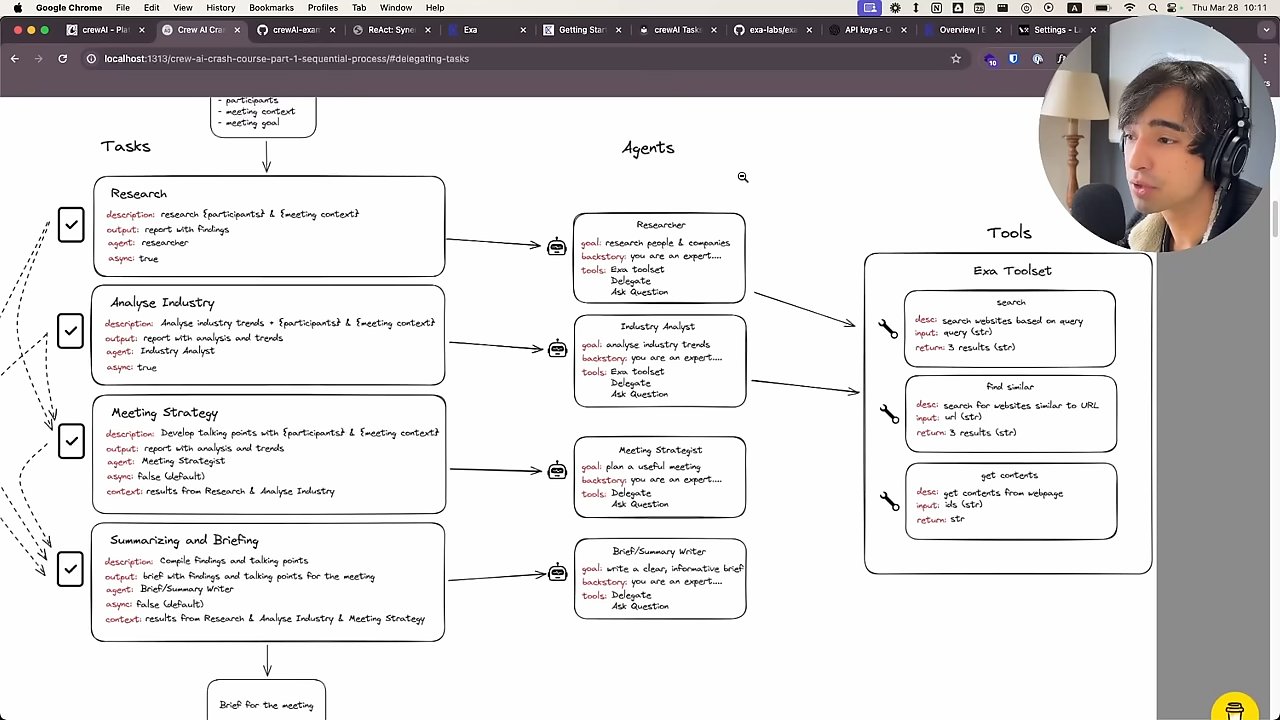 Google Chrome File Edit View History Bookmarks Profiles Tab Window Help Thu Mar 28 10:11
crewAI - Pla
Crew AI Cra
crewAI-exam
ReAct: Syner
Exa
Getting Star
crewAI Tasks
exa-labs/exa
API keys - O
Overview | E
Settings - L
localhost:1313/crew-ai-crash-course-part-1-sequential-process/#delegating-tasks
- participants
- meeting context
- meeting goal
Tasks
Research
description: research {participants} & {meeting context}
output: report with findings
agent: researcher
async: true
Analyse Industry
description: Analyse industry trends + {participants} & {meeting context}
output: report with analysis and trends
agent: Industry Analyst
async: true
Meeting Strategy
description: Develop talking points with {participants} & {meeting context}
output: report with analysis and trends
agent: Meeting Strategist
async: false (default)
context: results from Research & Analyse Industry
Summarizing and Briefing
description: Compile findings and talking points
output: brief with findings and talking points for the meeting
agent: Brief/Summary Writer
async: false (default)
context: results from Research & Analyse Industry & Meeting Strategy
Brief for the meeting
Agents
Researcher
goal: research people & companies
backstory: you are an expert....
tools: Exa toolset
Delegate
Ask Question
Industry Analyst
goal: analyse industry trends
backstory: you are an expert....
tools: Exa toolset
Delegate
Ask Question
Meeting Strategist
goal: plan a useful meeting
backstory: you are an expert....
tools: Delegate
Ask Question
Brief/Summary Writer
goal: write a clear, informative brief
backstory: you are an expert....
tools: Delegate
Ask Question
Tools
Exa Toolset
search
desc: search websites based on query
input: query (str)
return: 3 results (str)
find similar
desc: search for websites similar to URL
input: url (str)
return: 3 results (str)
get contents
desc: get contents from webpage
input: ids (str)
return: str